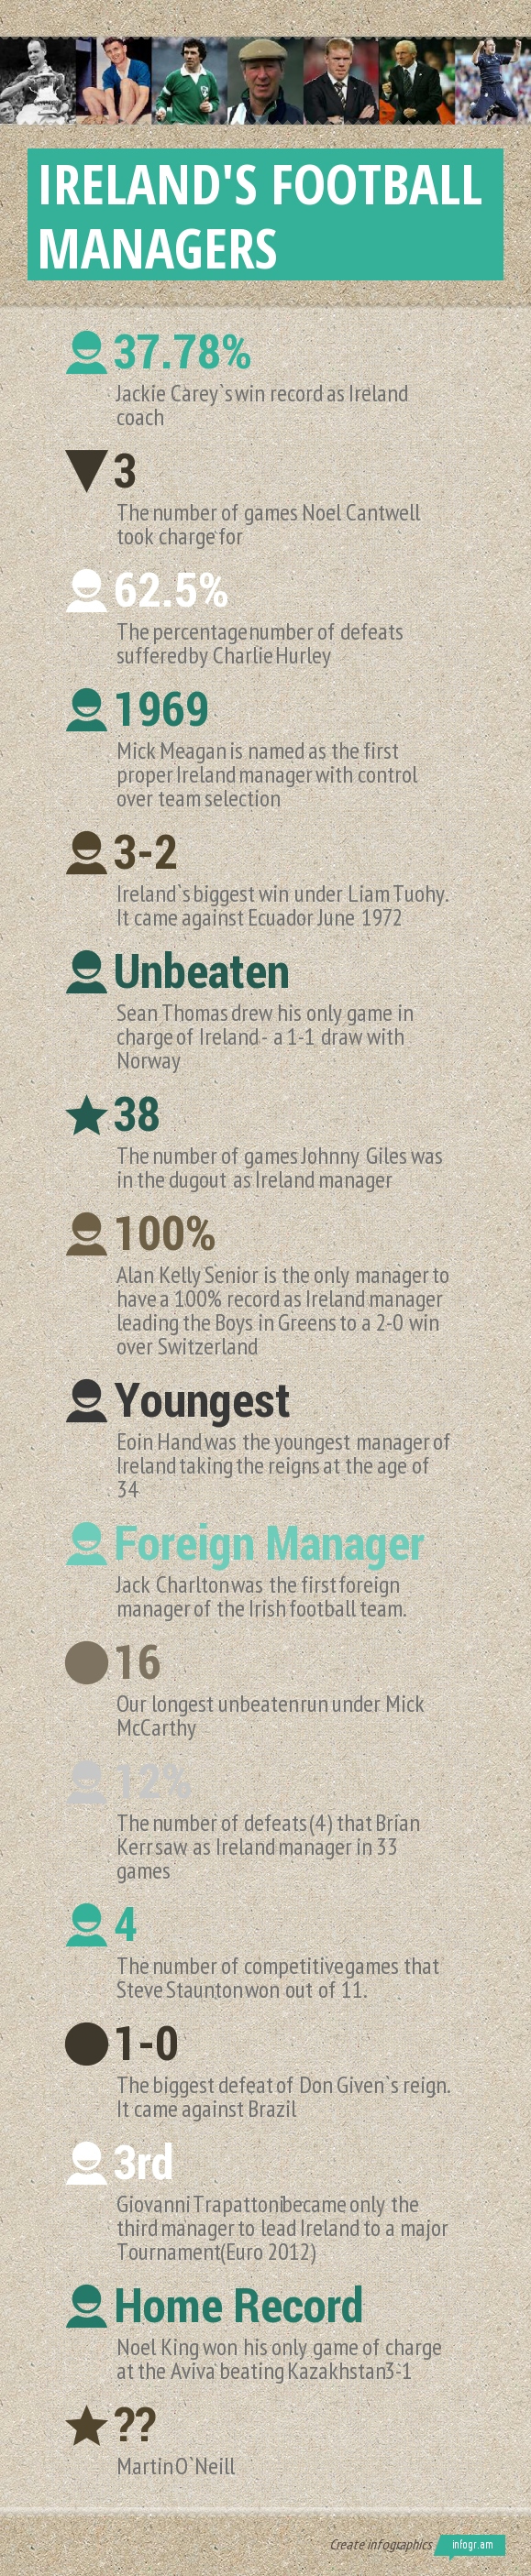 IRELAND'S FOOTBALL
MANAGERS
37.78%
Jackie Carey`s win record as Ireland
coach
3
The number of games Noel Cantwell
took charge for
62.5%
The percentage number of defeats
suffered by Charlie Hurley
1969
Mick Meagan is named as the first
proper Ireland manager with control
over team selection
3-2
Ireland`s biggest win under Liam Tuohy.
It came against Ecuador June 1972
Unbeaten
Sean Thomas drew his only game in
charge of Ireland - a 1-1 draw with
Norway
38
The number of games Johnny Giles was
in the dugout as Ireland manager
100%
Alan Kelly Senior is the only manager to
have a 100% record as Ireland manager
leading the Boys in Greens to a 2-0 win
over Switzerland
Youngest
Eoin Hand was the youngest manager of
Ireland taking the reigns at the age of
34
Foreign Manager
Jack Charlton was the first foreign
manager of the Irish football team.
16
Our longest unbeaten run under Mick
McCarthy
12%
The number of defeats (4) that Brian
Kerr saw as Ireland manager in 33
games
4
The number of competitive games that
Steve Staunton won out of 11.
1-0
The biggest defeat of Don Given`s reign.
It came against Brazil
3rd
Giovanni Trapattoni became only the
third manager to lead Ireland to a major
Tournament (Euro 2012)
Home Record
Noel King won his only game of charge
at the Aviva beating Kazakhstan 3-1
??
Martin O`Neill
Create infographics infogr.am